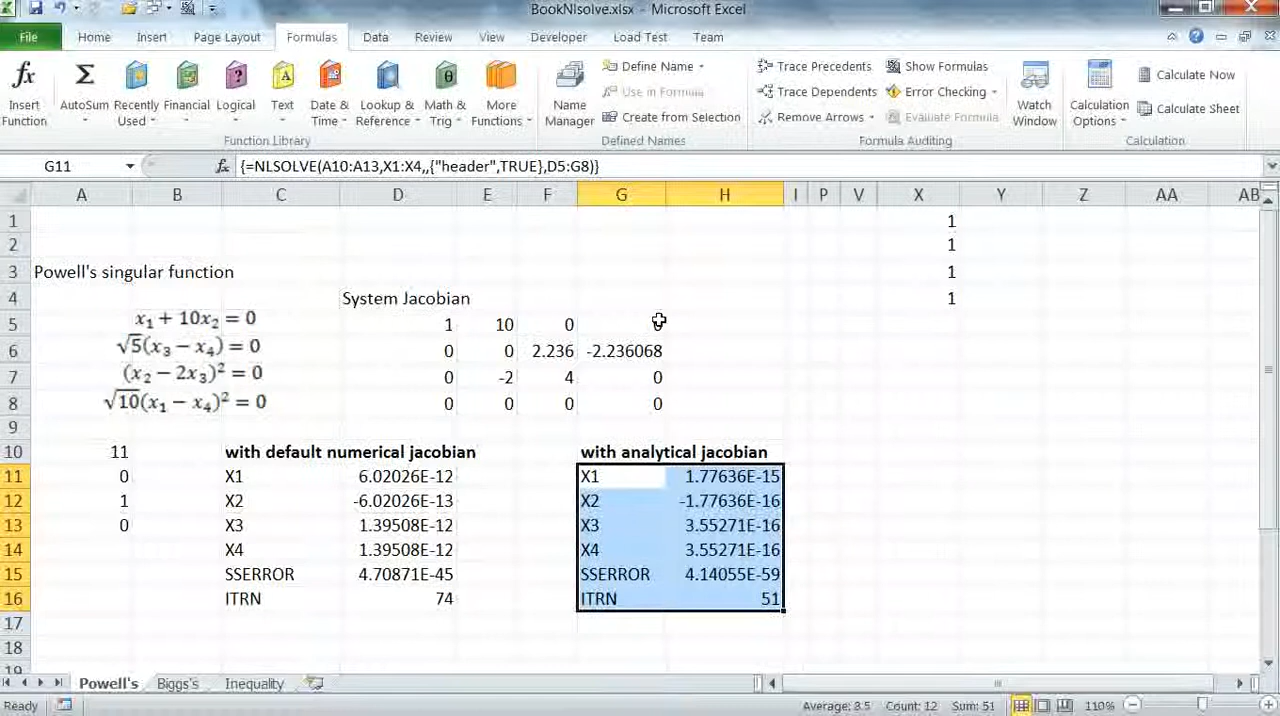 BookNlsolve.xlsx - Microsoft Excel
File Home Insert Page Layout Formulas Data Review View Developer Load Test Team
fx Insert Function
Σ AutoSum
Recently Used
Financial
Logical
Text
Date & Time
Lookup & Reference
Math & Trig
More Functions
Function Library
Name Manager
Define Name
Use in Formula
Create from Selection
Defined Names
Trace Precedents
Trace Dependents
Remove Arrows
Show Formulas
Error Checking
Evaluate Formula
Formula Auditing
Watch Window
Calculation Options
Calculate Now
Calculate Sheet
Calculation
G11 fx {=NLSOLVE(A10:A13,X1:X4,,{"header",TRUE},D5:G8)}
A B C D E F G H I P V X Y Z AA AB
1 1
2 1
3 Powell's singular function 1
4 System Jacobian 1
5 x₁ + 10x₂ = 0 1 10 0
6 √5(x₃ − x₄) = 0 0 0 2.236 -2.236068
7 (x₂ − 2x₃)² = 0 0 -2 4 0
8 √10(x₁ − x₄)² = 0 0 0 0 0
9
10 11 with default numerical jacobian with analytical jacobian
11 0 X1 6.02026E-12 X1 1.77636E-15
12 1 X2 -6.02026E-13 X2 -1.77636E-16
13 0 X3 1.39508E-12 X3 3.55271E-16
14 X4 1.39508E-12 X4 3.55271E-16
15 SSERROR 4.70871E-45 SSERROR 4.14055E-59
16 ITRN 74 ITRN 51
17
18
19
Powell's Biggs's Inequality
Ready Average: 8.5 Count: 12 Sum: 51 110%